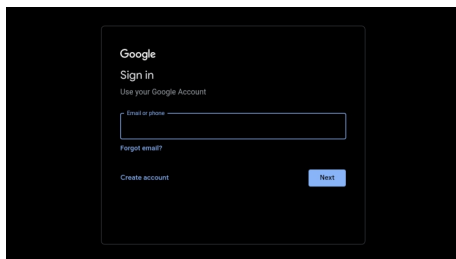 Google
Sign in
Use your Google Account
Email or phone
Forgot email?
Create account
Next